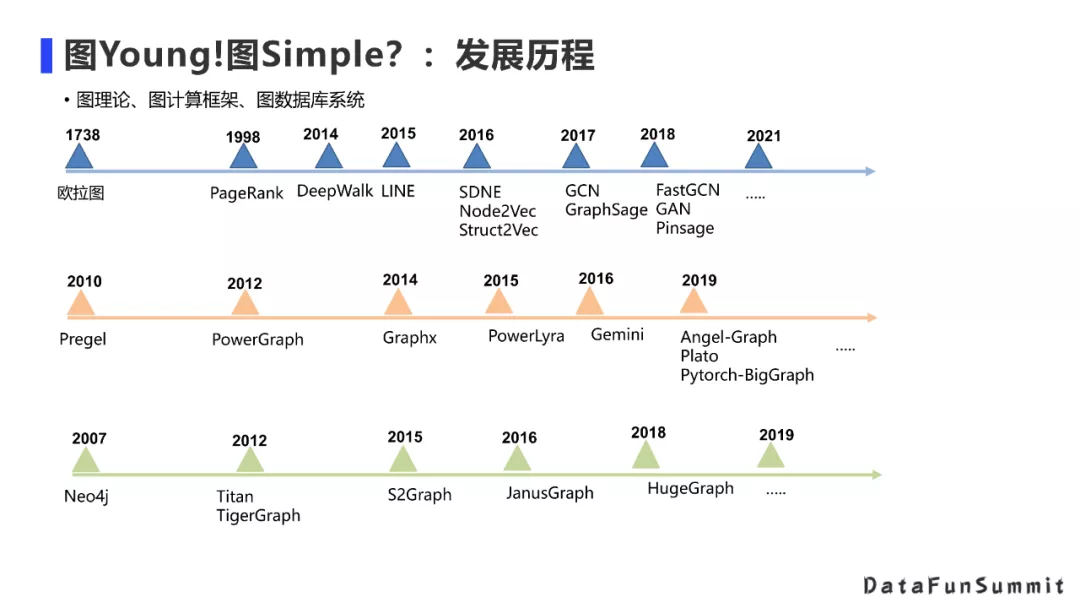 图Young!图Simple?：发展历程
• 图理论、图计算框架、图数据库系统
1738 1998 2014 2015 2016 2017 2018 2021
欧拉图 PageRank DeepWalk LINE SDNE GCN FastGCN .....
Node2Vec GraphSage GAN
Struct2Vec Pinsage
2010 2012 2014 2015 2016 2019
Pregel PowerGraph Graphx PowerLyra Gemini Angel-Graph .....
Plato
Pytorch-BigGraph
2007 2012 2015 2016 2018 2019
Neo4j Titan S2Graph JanusGraph HugeGraph .....
TigerGraph
DataFunSummit